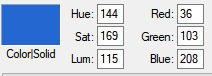 Hue: 144 Red: 36
Sat: 169 Green: 103
Color|Solid Lum: 115 Blue: 208